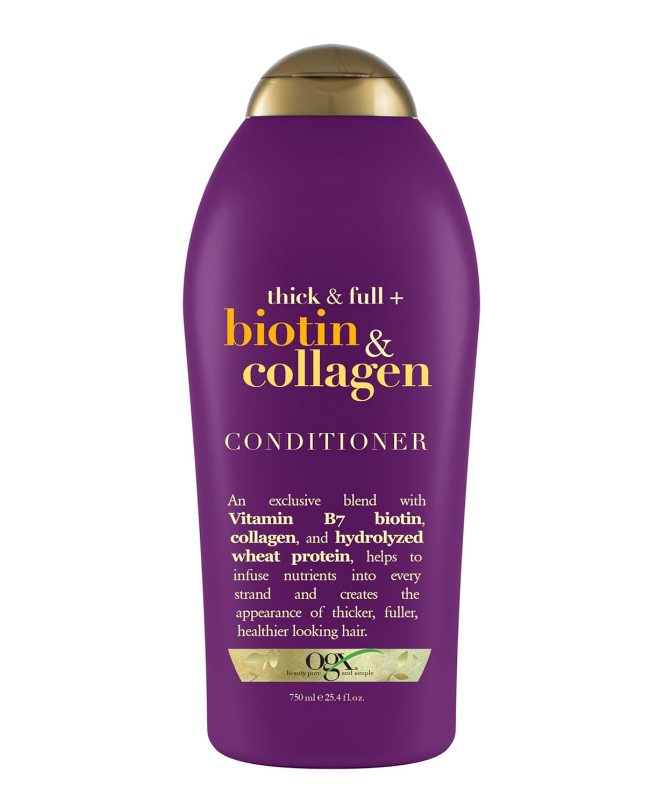 thick & full +
biotin &
collagen
CONDITIONER
An exclusive blend with
Vitamin B7 biotin,
collagen, and hydrolyzed
wheat protein, helps to
infuse nutrients into every
strand and creates the
appearance of thicker, fuller,
healthier looking hair.
ogx®
beauty pure and simple
750 ml e 25.4 fl. oz.